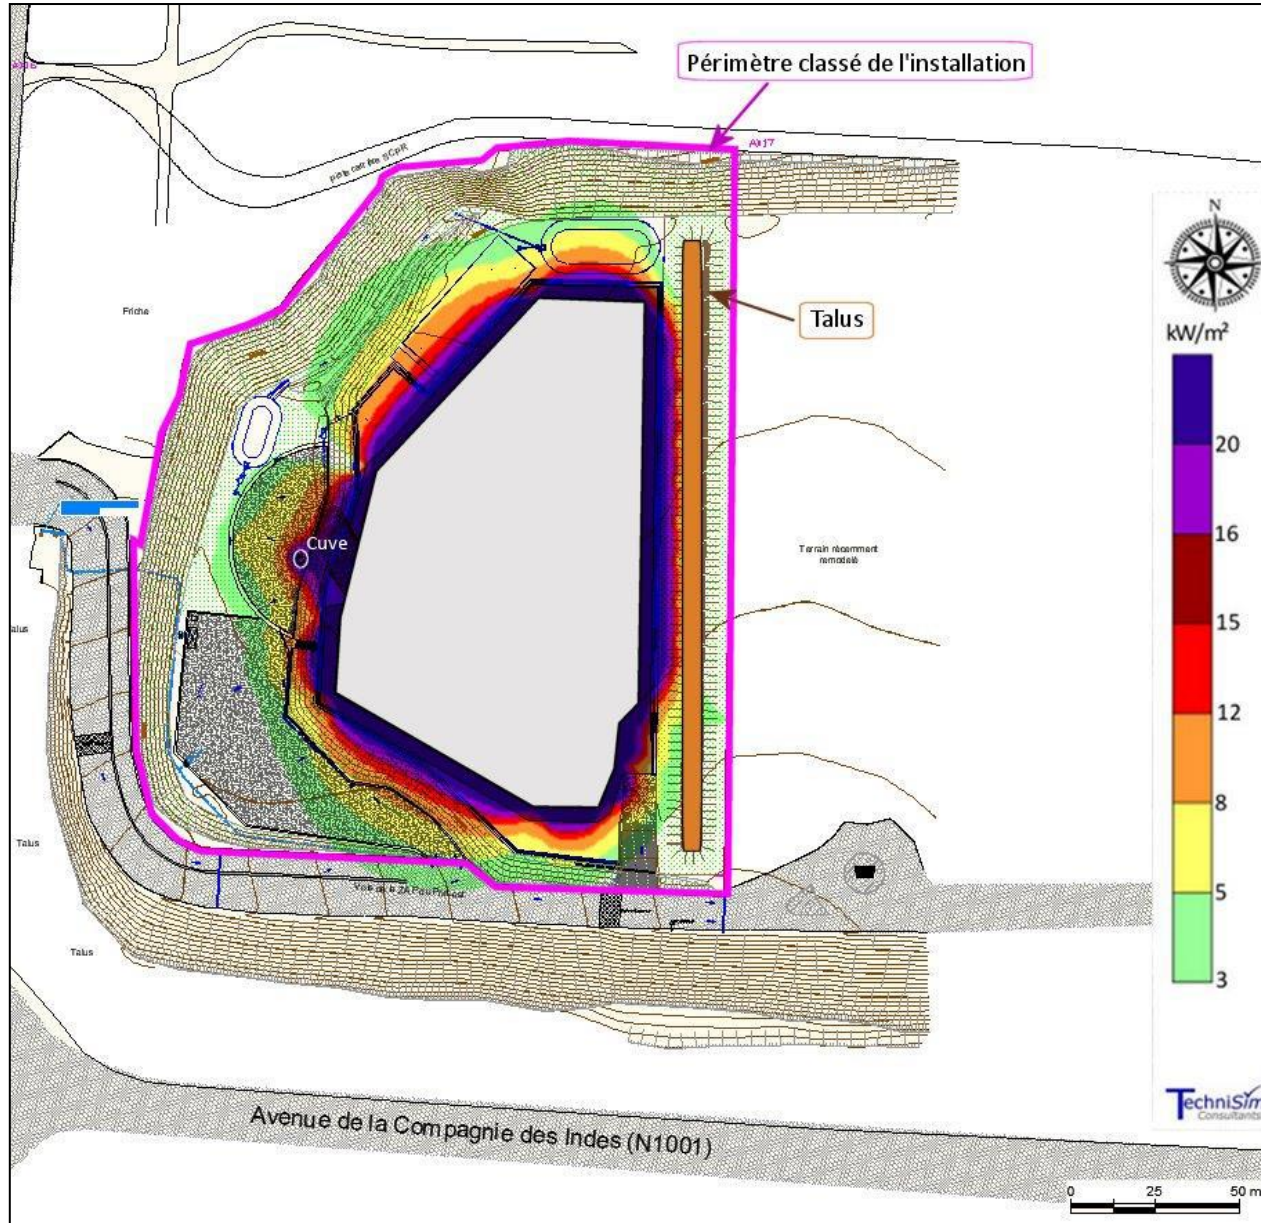 Périmètre classé de l'installation
AX17
Friche
Talus
N
kW/m²
20
16
15
12
8
5
3
Cuve
Terrain récemment
remodelé
Talus
Talus
TechniSim
Consultants
Avenue de la Compagnie des Indes (N1001)
0 25 50 m